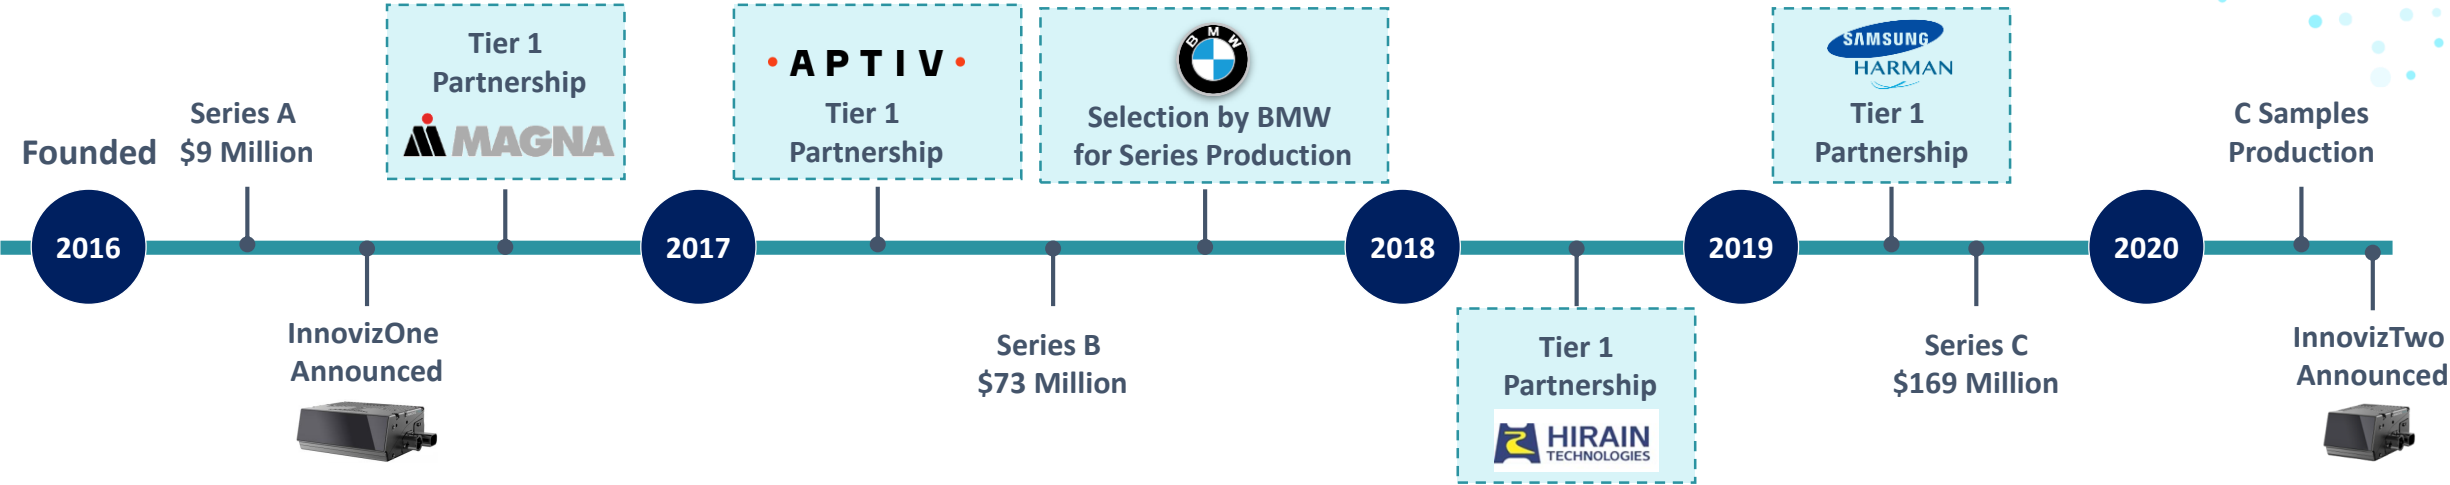 Founded
2016
Series A
$9 Million
InnovizOne
Announced
Tier 1
Partnership
MAGNA
2017
• APTIV •
Tier 1
Partnership
Series B
$73 Million
BMW
Selection by BMW
for Series Production
2018
Tier 1
Partnership
HIRAIN
TECHNOLOGIES
2019
SAMSUNG
HARMAN
Tier 1
Partnership
Series C
$169 Million
2020
C Samples
Production
InnovizTwo
Announced